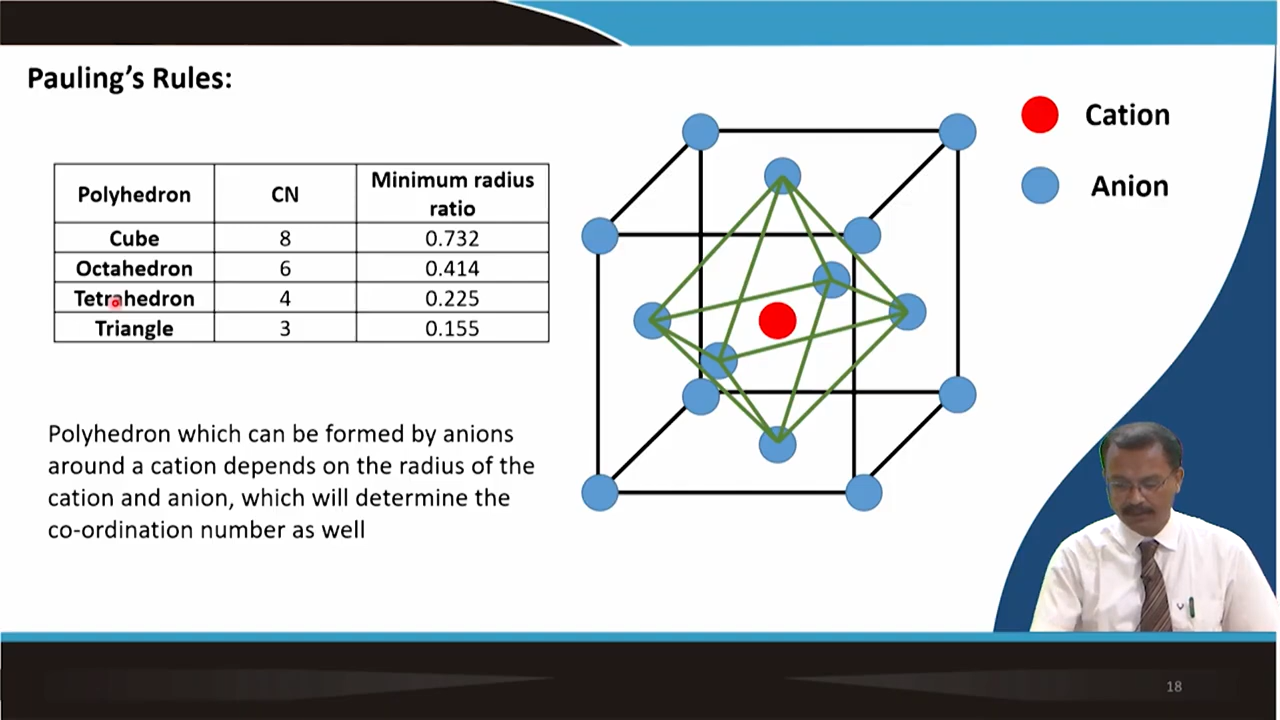 Pauling's Rules:
Polyhedron CN Minimum radius ratio
Cube 8 0.732
Octahedron 6 0.414
Tetrahedron 4 0.225
Triangle 3 0.155
Polyhedron which can be formed by anions
around a cation depends on the radius of the
cation and anion, which will determine the
co-ordination number as well
Cation
Anion
18